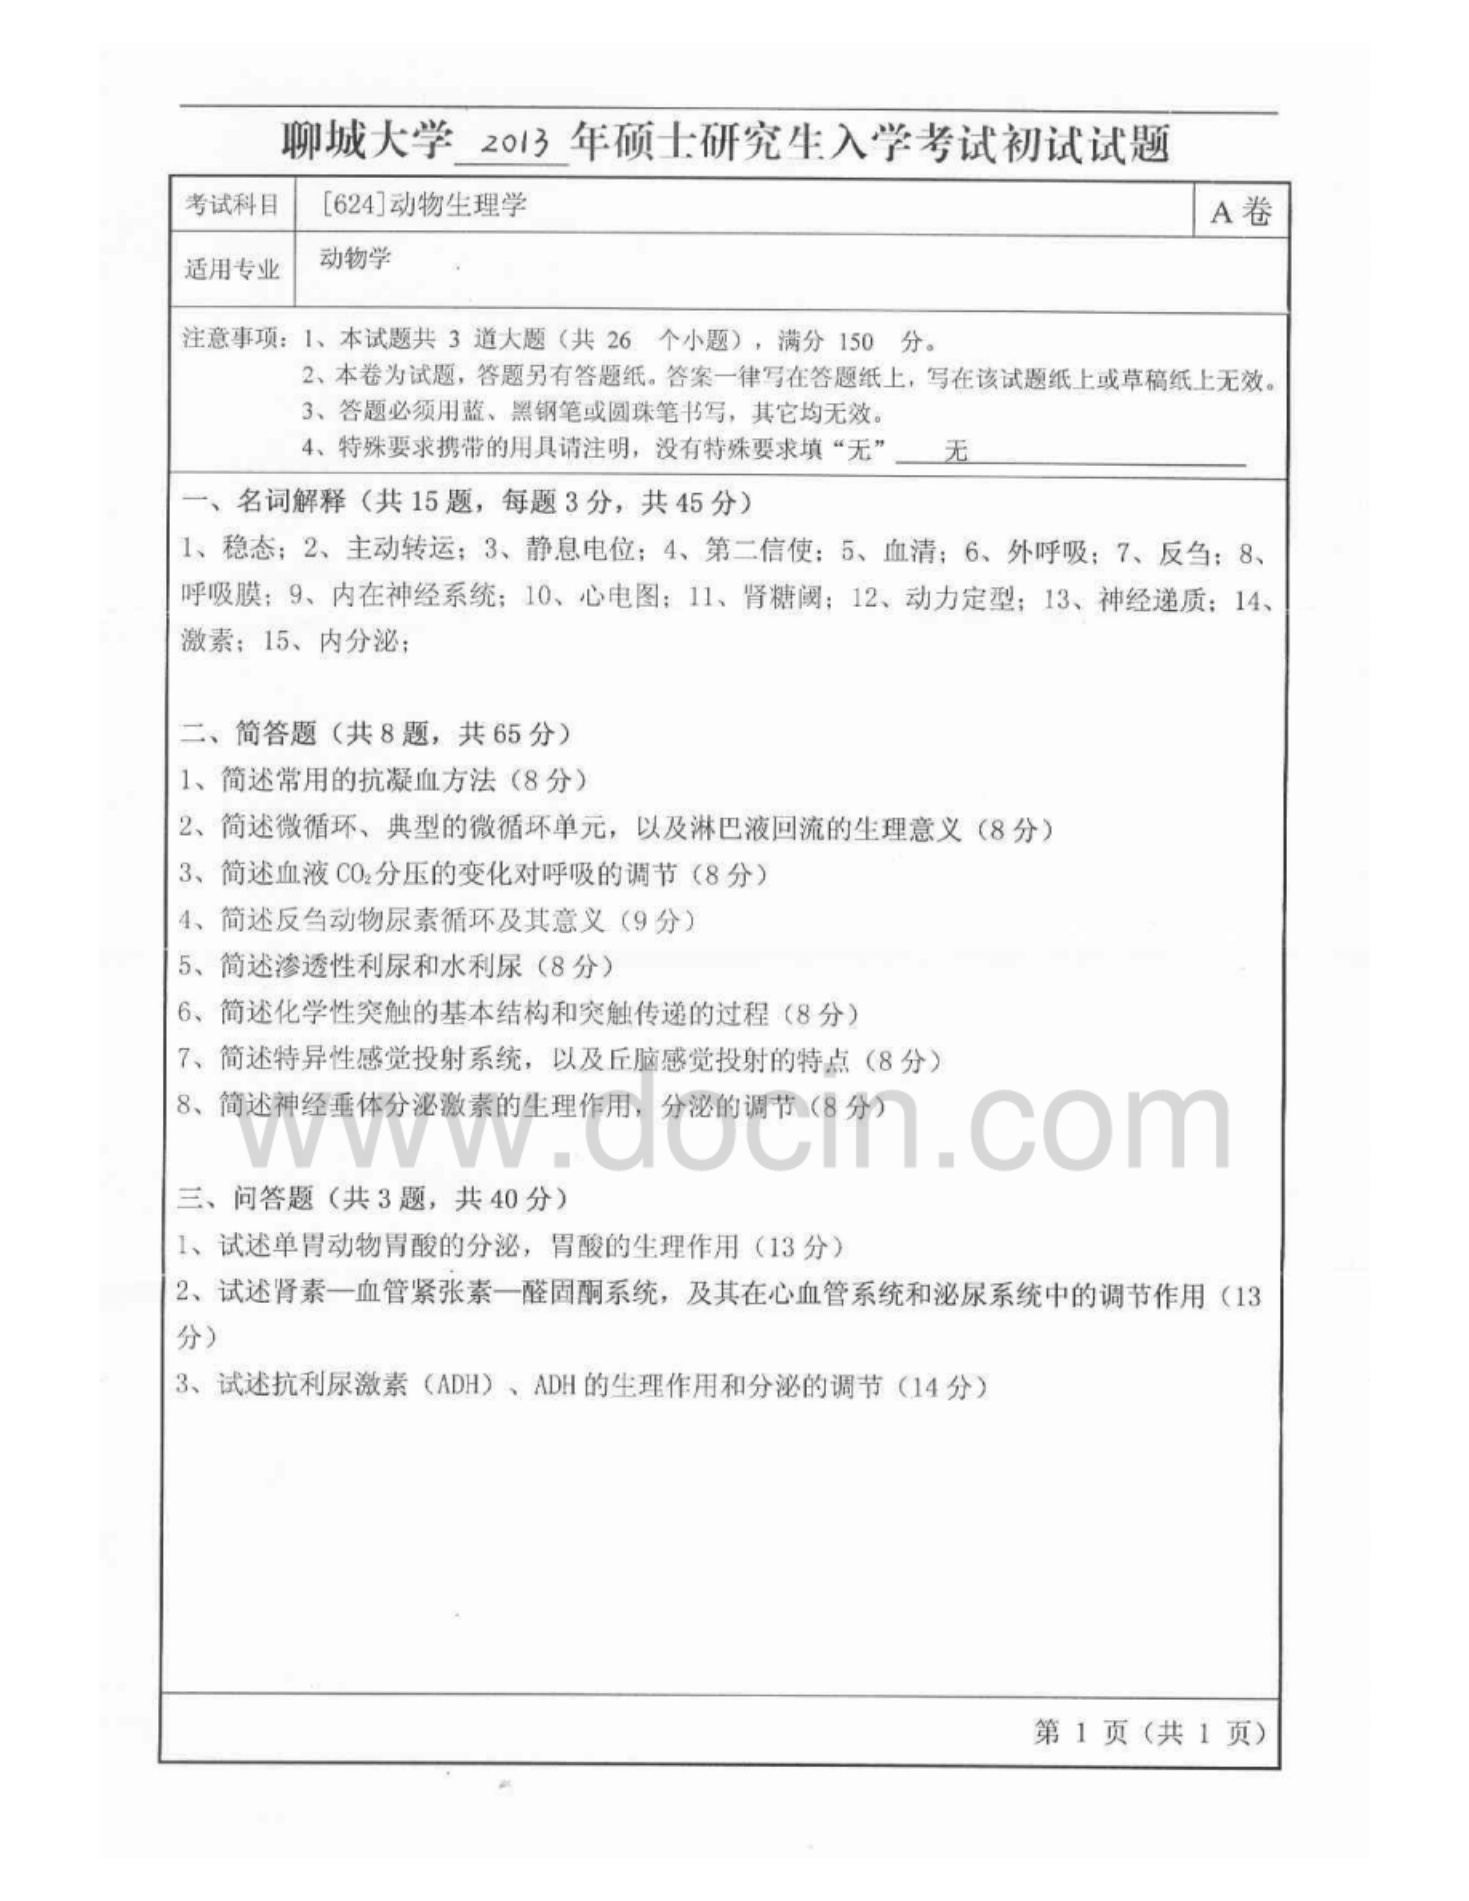 聊城大学 2013 年硕士研究生入学考试初试试题
考试科目 [624]动物生理学 A 卷
适用专业 动物学
注意事项：1、本试题共 3 道大题（共 26 个小题），满分 150 分。
2、本卷为试题，答题另有答题纸。答案一律写在答题纸上，写在该试题纸上或草稿纸上无效。
3、答题必须用蓝、黑钢笔或圆珠笔书写，其它均无效。
4、特殊要求携带的用具请注明，没有特殊要求填“无” 无
一、名词解释（共 15 题，每题 3 分，共 45 分）
1、稳态；2、主动转运；3、静息电位；4、第二信使；5、血清；6、外呼吸；7、反刍；8、
呼吸膜；9、内在神经系统；10、心电图；11、肾糖阈；12、动力定型；13、神经递质；14、
激素；15、内分泌；
二、简答题（共 8 题，共 65 分）
1、简述常用的抗凝血方法（8 分）
2、简述微循环、典型的微循环单元，以及淋巴液回流的生理意义（8 分）
3、简述血液 CO₂分压的变化对呼吸的调节（8 分）
4、简述反刍动物尿素循环及其意义（9 分）
5、简述渗透性利尿和水利尿（8 分）
6、简述化学性突触的基本结构和突触传递的过程（8 分）
7、简述特异性感觉投射系统，以及丘脑感觉投射的特点（8 分）
8、简述神经垂体分泌激素的生理作用，分泌的调节（8 分）
www.docin.com
三、问答题（共 3 题，共 40 分）
1、试述单胃动物胃酸的分泌，胃酸的生理作用（13 分）
2、试述肾素—血管紧张素—醛固酮系统，及其在心血管系统和泌尿系统中的调节作用（13
分）
3、试述抗利尿激素（ADH）、ADH 的生理作用和分泌的调节（14 分）
第 1 页（共 1 页）